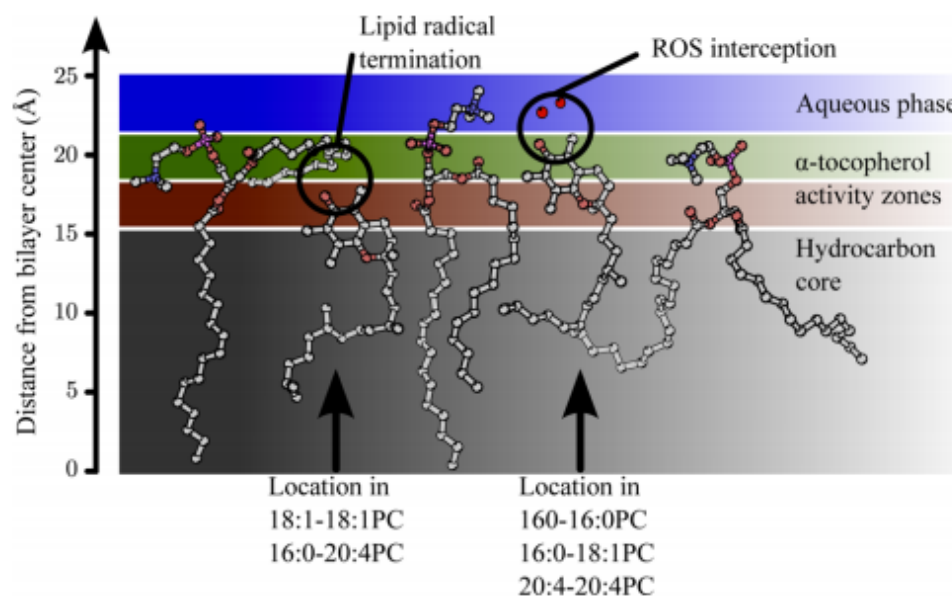 Lipid radical
termination
ROS interception
Distance from bilayer center (Å)
25
20
15
10
5
0
Aqueous phase
α-tocopherol
activity zones
Hydrocarbon
core
Location in
18:1-18:1PC
16:0-20:4PC
Location in
160-16:0PC
16:0-18:1PC
20:4-20:4PC